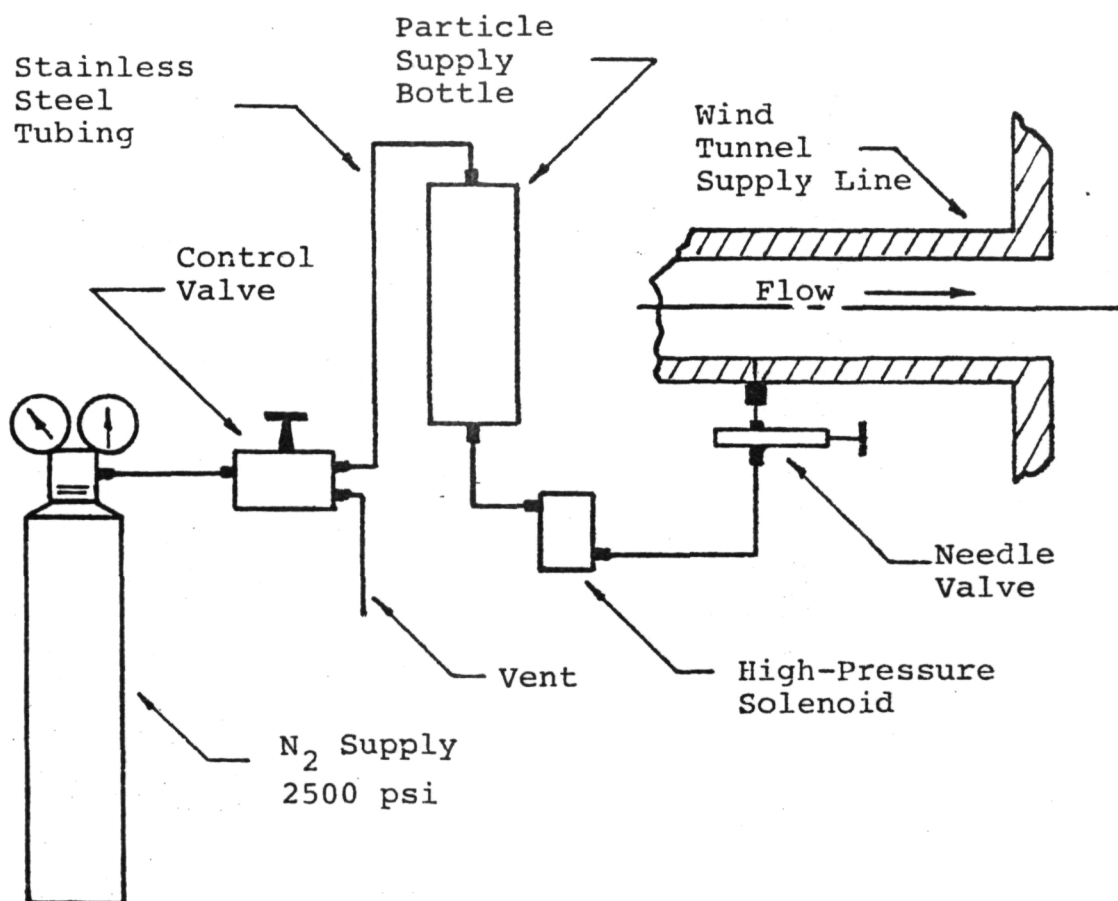 Particle
Supply
Bottle
Stainless
Steel
Tubing
Wind
Tunnel
Supply Line
Control
Valve
Flow
Needle
Valve
Vent
High-Pressure
Solenoid
N2 Supply
2500 psi